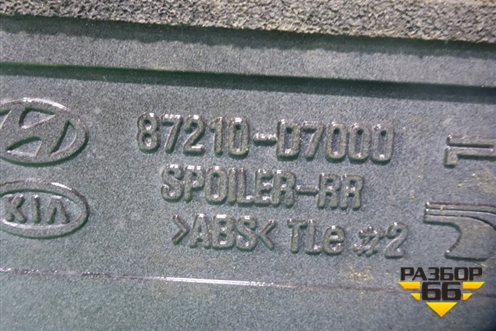 87210-D7000
SPOILER-RR
KIA
>ABS< TLe #2
РАЗБОР
66